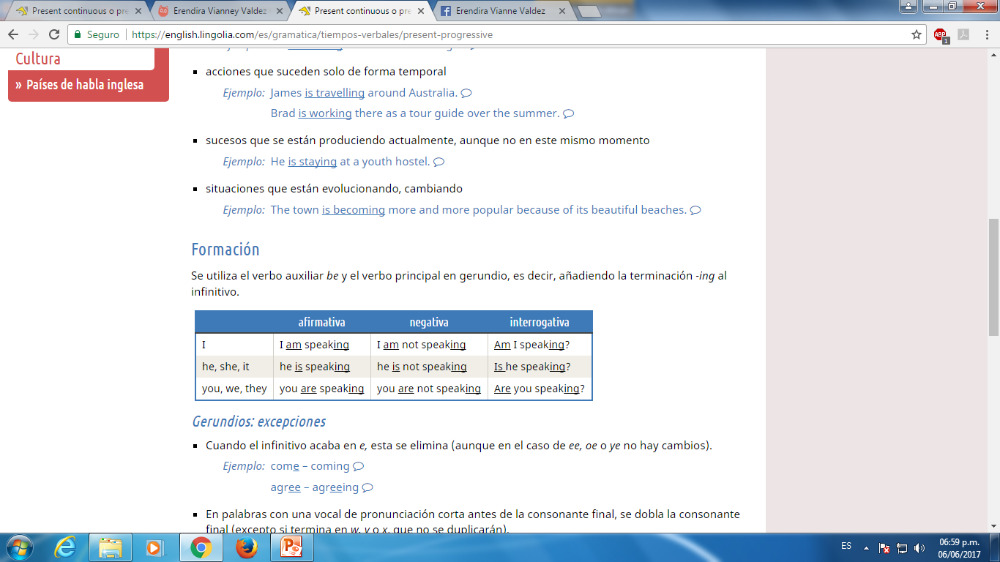 Present continuous o pre
Erendira Vianney Valdez
Present continuous o pre
Erendira Vianne Valdez
Seguro
https://english.lingolia.com/es/gramatica/tiempos-verbales/present-progressive
ABP
1
Cultura
» Países de habla inglesa
acciones que suceden solo de forma temporal
Ejemplo: James is travelling around Australia.
Brad is working there as a tour guide over the summer.
sucesos que se están produciendo actualmente, aunque no en este mismo momento
Ejemplo: He is staying at a youth hostel.
situaciones que están evolucionando, cambiando
Ejemplo: The town is becoming more and more popular because of its beautiful beaches.
Formación
Se utiliza el verbo auxiliar be y el verbo principal en gerundio, es decir, añadiendo la terminación -ing al
infinitivo.
afirmativa negativa interrogativa
I I am speaking I am not speaking Am I speaking?
he, she, it he is speaking he is not speaking Is he speaking?
you, we, they you are speaking you are not speaking Are you speaking?
Gerundios: excepciones
Cuando el infinitivo acaba en e, esta se elimina (aunque en el caso de ee, oe o ye no hay cambios).
Ejemplo: come – coming
agree – agreeing
En palabras con una vocal de pronunciación corta antes de la consonante final, se dobla la consonante
final (excepto si termina en w, y o x, que no se duplicarán).
ES
06:59 p.m.
06/06/2017